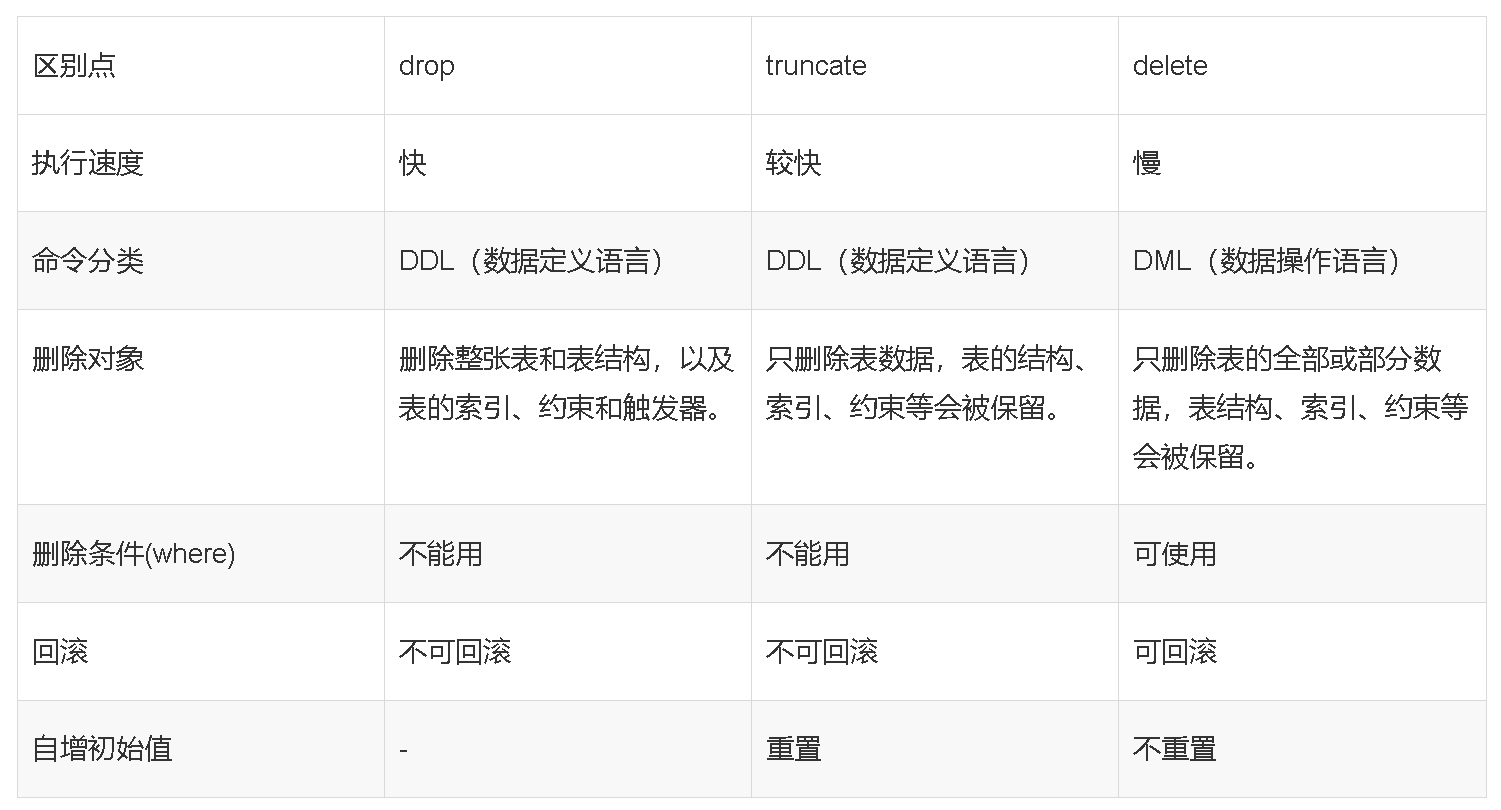 区别点 drop truncate delete
执行速度 快 较快 慢
命令分类 DDL（数据定义语言） DDL（数据定义语言） DML（数据操作语言）
删除对象 删除整张表和表结构，以及 只删除表数据，表的结构、 只删除表的全部或部分数
表的索引、约束和触发器。 索引、约束等会被保留。 据，表结构、索引、约束等
会被保留。
删除条件(where) 不能用 不能用 可使用
回滚 不可回滚 不可回滚 可回滚
自增初始值 - 重置 不重置